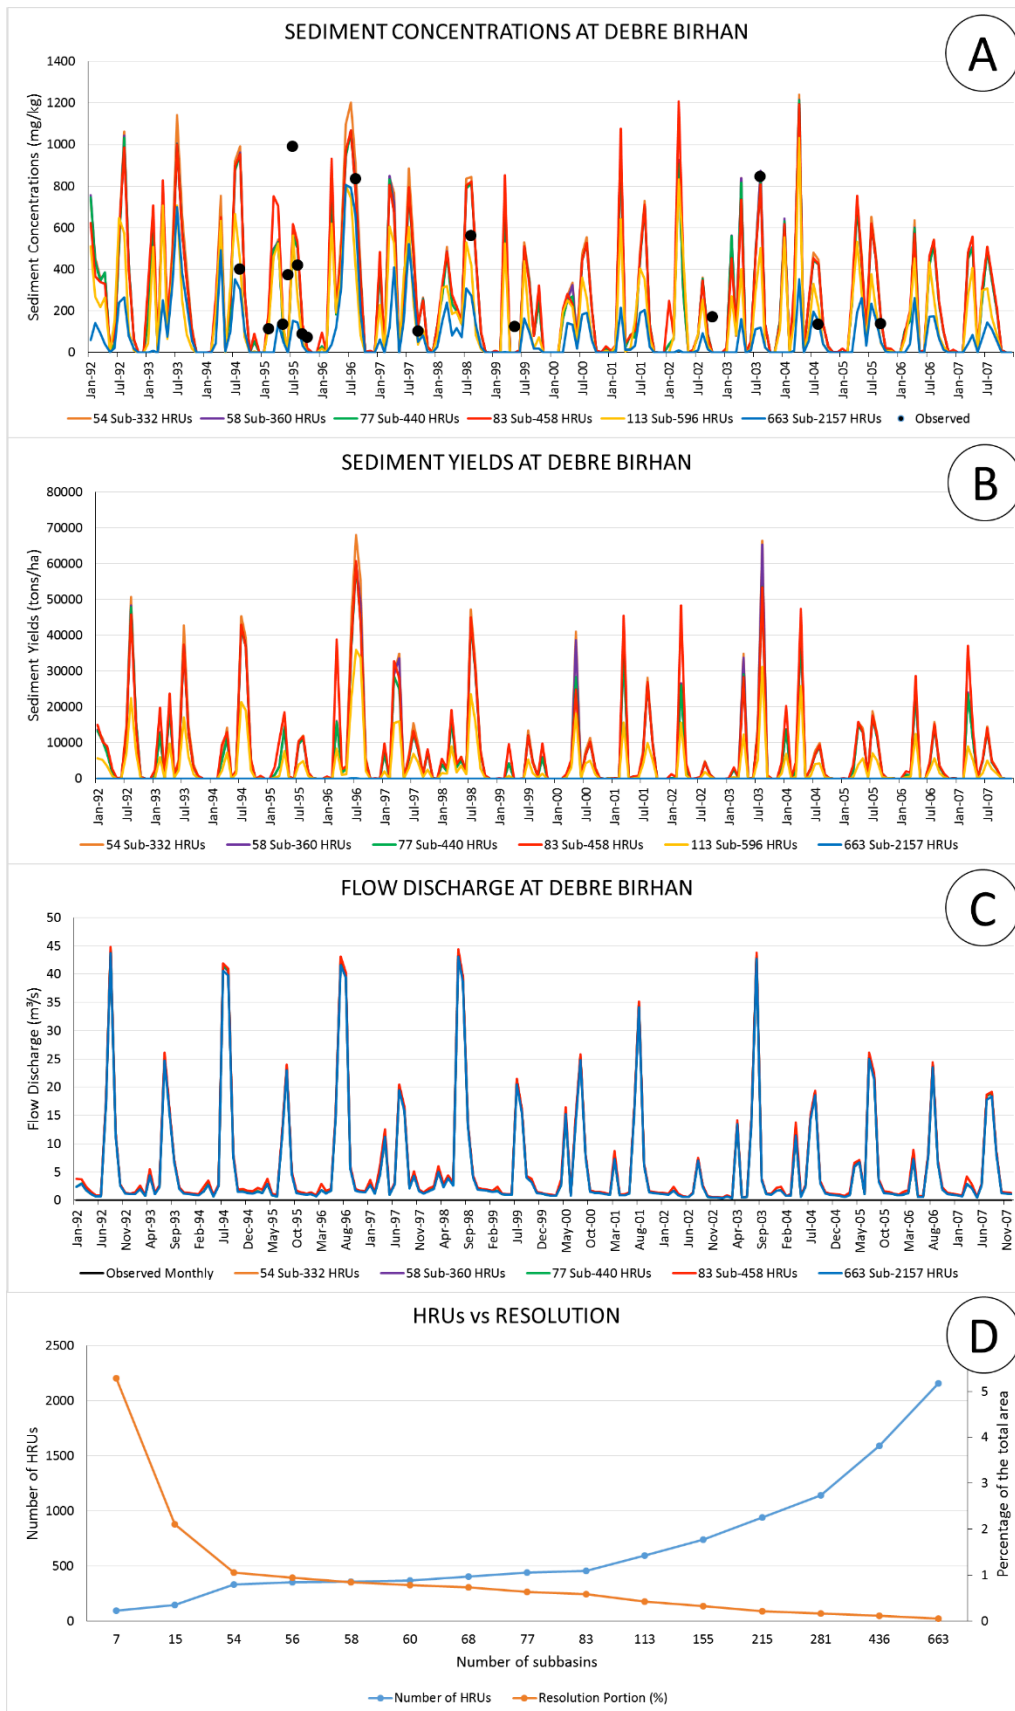 SEDIMENT CONCENTRATIONS AT DEBRE BIRHAN
A
Sediment Concentrations (mg/kg)
1400
1200
1000
800
600
400
200
0
Jan-92 Jul-92 Jan-93 Jul-93 Jan-94 Jul-94 Jan-95 Jul-95 Jan-96 Jul-96 Jan-97 Jul-97 Jan-98 Jul-98 Jan-99 Jul-99 Jan-00 Jul-00 Jan-01 Jul-01 Jan-02 Jul-02 Jan-03 Jul-03 Jan-04 Jul-04 Jan-05 Jul-05 Jan-06 Jul-06 Jan-07 Jul-07
54 Sub-332 HRUs 58 Sub-360 HRUs 77 Sub-440 HRUs 83 Sub-458 HRUs 113 Sub-596 HRUs 663 Sub-2157 HRUs Observed
SEDIMENT YIELDS AT DEBRE BIRHAN
B
Sediment Yields (tons/ha)
80000
70000
60000
50000
40000
30000
20000
10000
0
Jan-92 Jul-92 Jan-93 Jul-93 Jan-94 Jul-94 Jan-95 Jul-95 Jan-96 Jul-96 Jan-97 Jul-97 Jan-98 Jul-98 Jan-99 Jul-99 Jan-00 Jul-00 Jan-01 Jul-01 Jan-02 Jul-02 Jan-03 Jul-03 Jan-04 Jul-04 Jan-05 Jul-05 Jan-06 Jul-06 Jan-07 Jul-07
54 Sub-332 HRUs 58 Sub-360 HRUs 77 Sub-440 HRUs 83 Sub-458 HRUs 113 Sub-596 HRUs 663 Sub-2157 HRUs
FLOW DISCHARGE AT DEBRE BIRHAN
C
Flow Discharge (m³/s)
50
45
40
35
30
25
20
15
10
5
0
Jan-92 Jun-92 Nov-92 Apr-93 Sep-93 Feb-94 Jul-94 Dec-94 May-95 Oct-95 Mar-96 Aug-96 Jan-97 Jun-97 Nov-97 Apr-98 Sep-98 Feb-99 Jul-99 Dec-99 May-00 Oct-00 Mar-01 Aug-01 Jan-02 Jun-02 Nov-02 Apr-03 Sep-03 Feb-04 Jul-04 Dec-04 May-05 Oct-05 Mar-06 Aug-06 Jan-07 Jun-07 Nov-07
Observed Monthly 54 Sub-332 HRUs 58 Sub-360 HRUs 77 Sub-440 HRUs 83 Sub-458 HRUs 663 Sub-2157 HRUs
HRUs vs RESOLUTION
D
Number of HRUs
2500
2000
1500
1000
500
0
Percentage of the total area
5
4
3
2
1
0
7 15 54 56 58 60 68 77 83 113 155 215 281 436 663
Number of subbasins
Number of HRUs Resolution Portion (%)